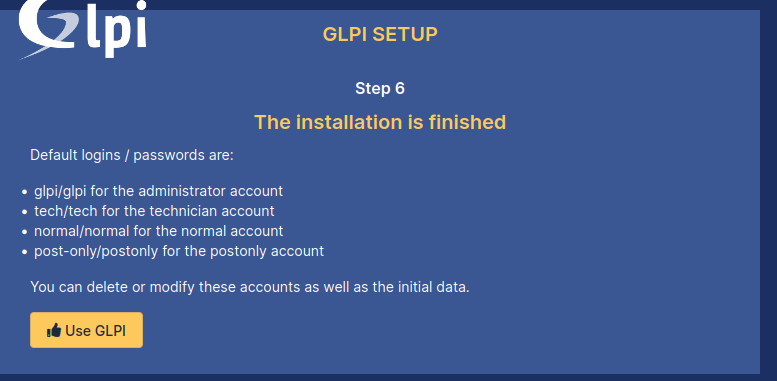 Glpi
GLPI SETUP
Step 6
The installation is finished
Default logins / passwords are:
• glpi/glpi for the administrator account
• tech/tech for the technician account
• normal/normal for the normal account
• post-only/postonly for the postonly account
You can delete or modify these accounts as well as the initial data.
Use GLPI